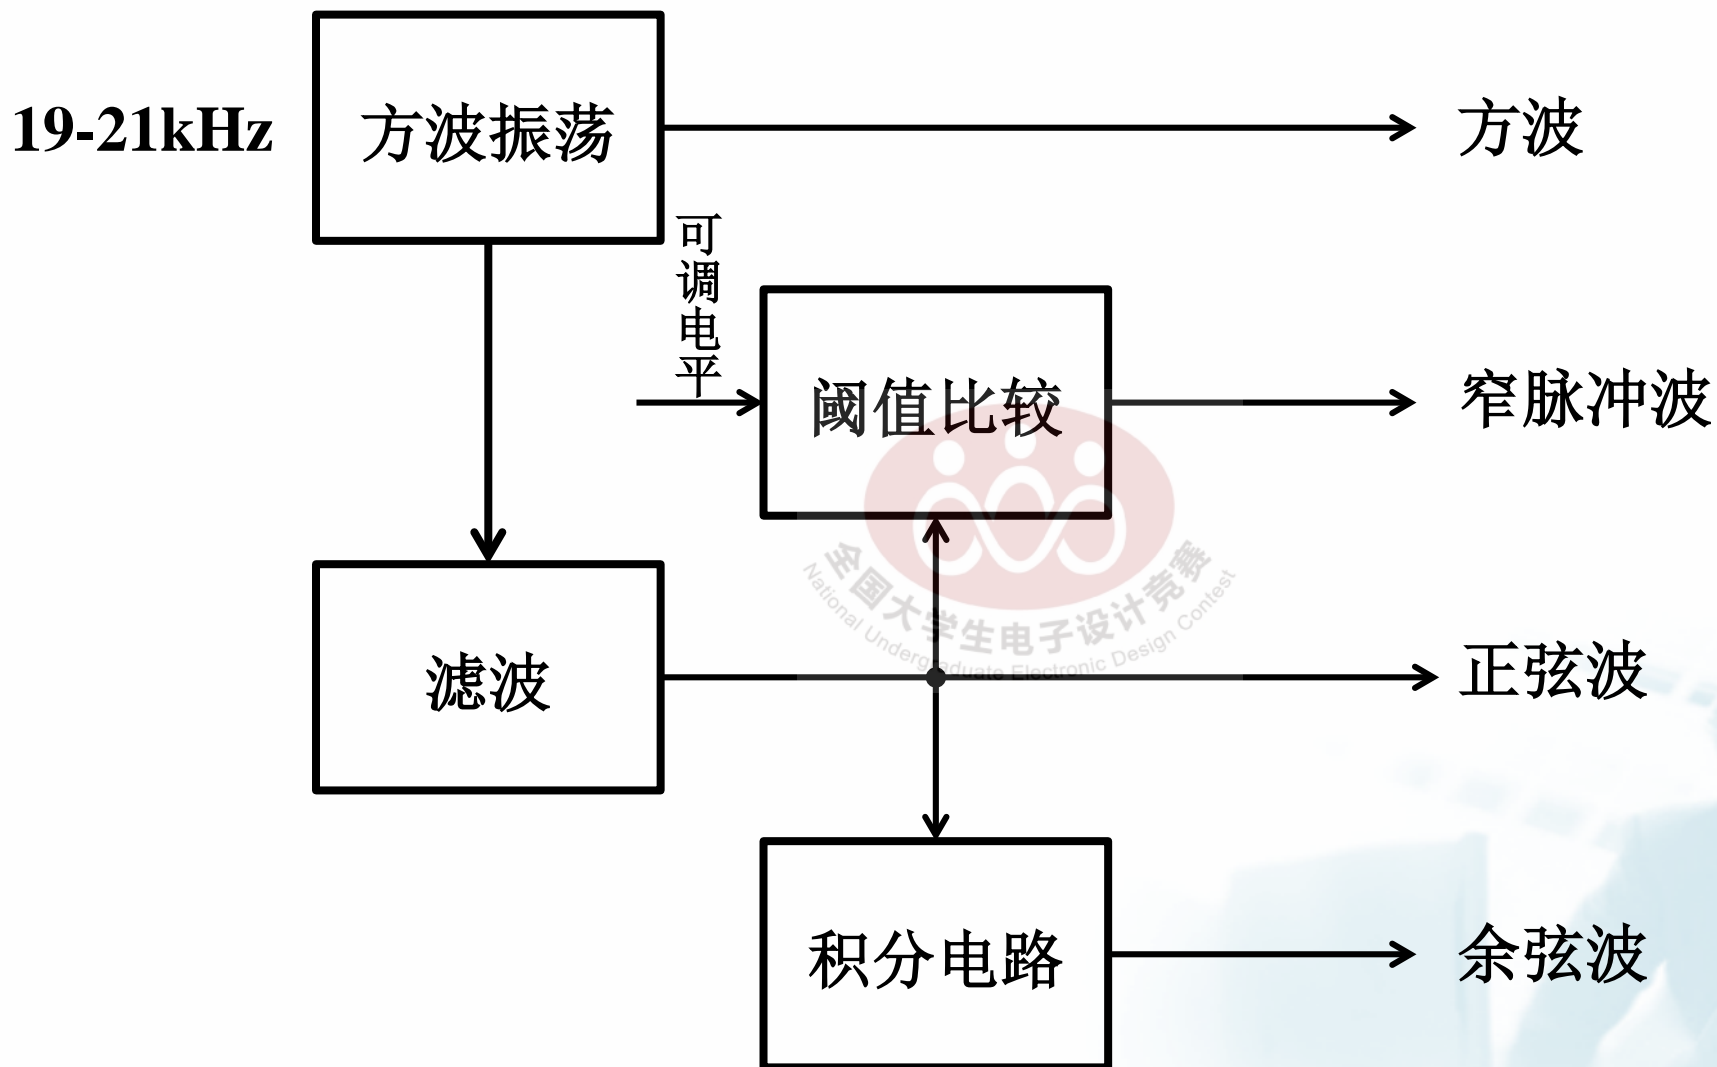 19-21kHz
方波振荡
方波
可调电平
阈值比较
窄脉冲波
全国大学生电子设计竞赛
National Undergraduate Electronic Design Contest
滤波
正弦波
积分电路
余弦波